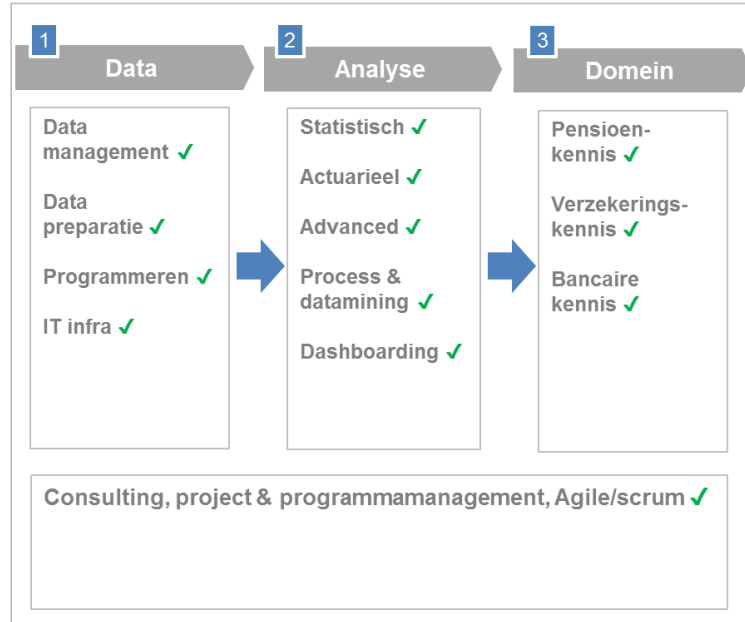 1
Data
Data
management ✓
Data
preparatie ✓
Programmeren ✓
IT infra ✓
2
Analyse
Statistisch ✓
Actuarieel ✓
Advanced ✓
Process &
datamining ✓
Dashboarding ✓
3
Domein
Pensioen-
kennis ✓
Verzekerings-
kennis ✓
Bancaire
kennis ✓
Consulting, project & programmamanagement, Agile/scrum ✓